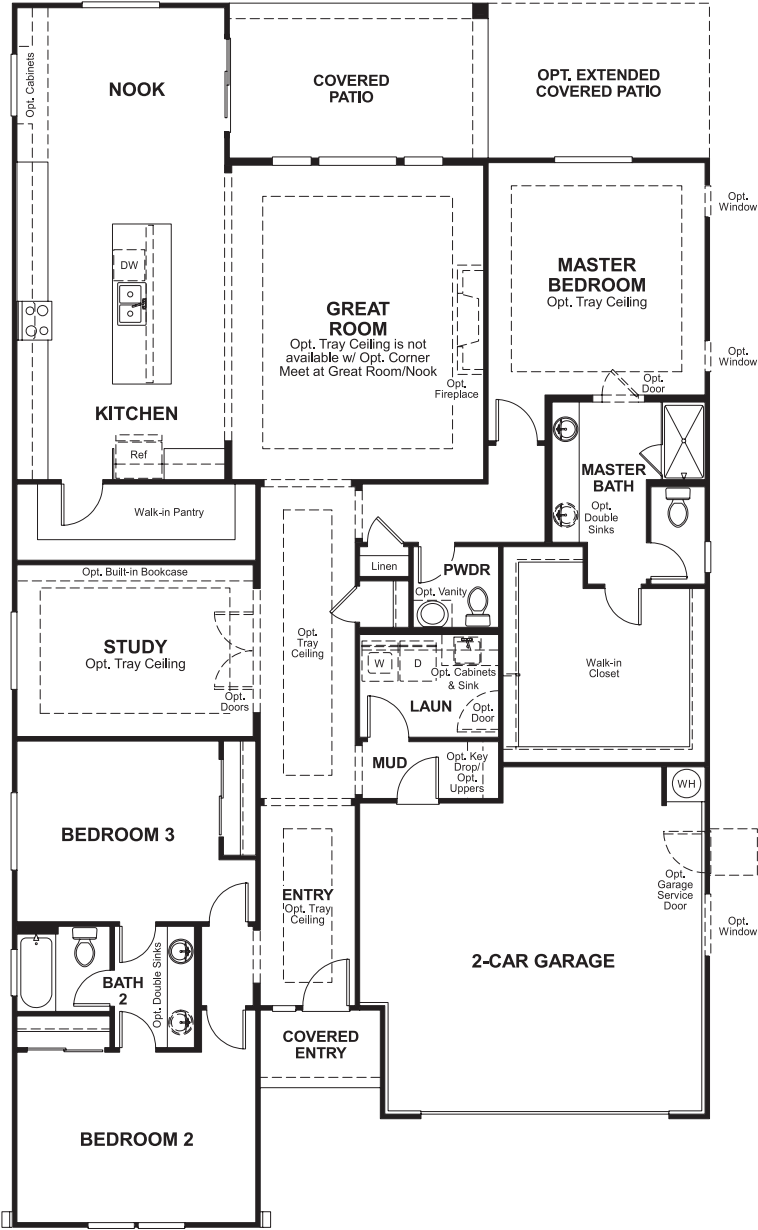 Opt. Cabinets
NOOK
COVERED
PATIO
OPT. EXTENDED
COVERED PATIO
Opt.
Window
DW
MASTER
BEDROOM
Opt. Tray Ceiling
GREAT
ROOM
Opt. Tray Ceiling is not
available w/ Opt. Corner
Meet at Great Room/Nook
Opt.
Fireplace
Opt.
Window
Opt.
Door
KITCHEN
Ref
MASTER
BATH
Opt.
Double
Sinks
Walk-in Pantry
Linen
PWDR
Opt. Vanity
Opt. Built-in Bookcase
STUDY
Opt. Tray Ceiling
Opt.
Doors
Opt.
Tray
Ceiling
W
D
Opt. Cabinets
& Sink
LAUN
Opt.
Door
Walk-in
Closet
MUD
Opt. Key
Drop/
Opt.
Uppers
WH
BEDROOM 3
ENTRY
Opt. Tray
Ceiling
Opt.
Garage
Service
Door
Opt.
Window
2-CAR GARAGE
BATH
2
Opt. Double Sinks
COVERED
ENTRY
BEDROOM 2